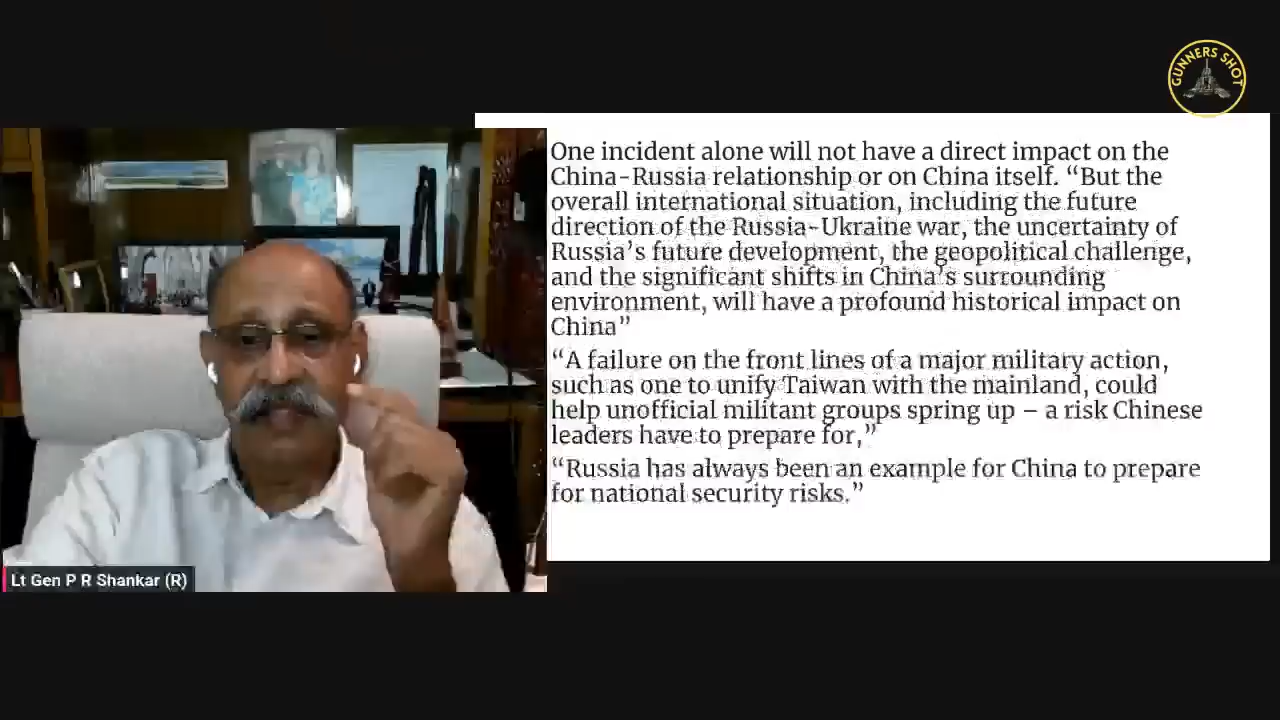 GUNNERS SHOT
One incident alone will not have a direct impact on the
China-Russia relationship or on China itself. “But the
overall international situation, including the future
direction of the Russia-Ukraine war, the uncertainty of
Russia’s future development, the geopolitical challenge,
and the significant shifts in China’s surrounding
environment, will have a profound historical impact on
China”
“A failure on the front lines of a major military action,
such as one to unify Taiwan with the mainland, could
help unofficial militant groups spring up – a risk Chinese
leaders have to prepare for,”
“Russia has always been an example for China to prepare
for national security risks.”
Lt Gen P R Shankar (R)